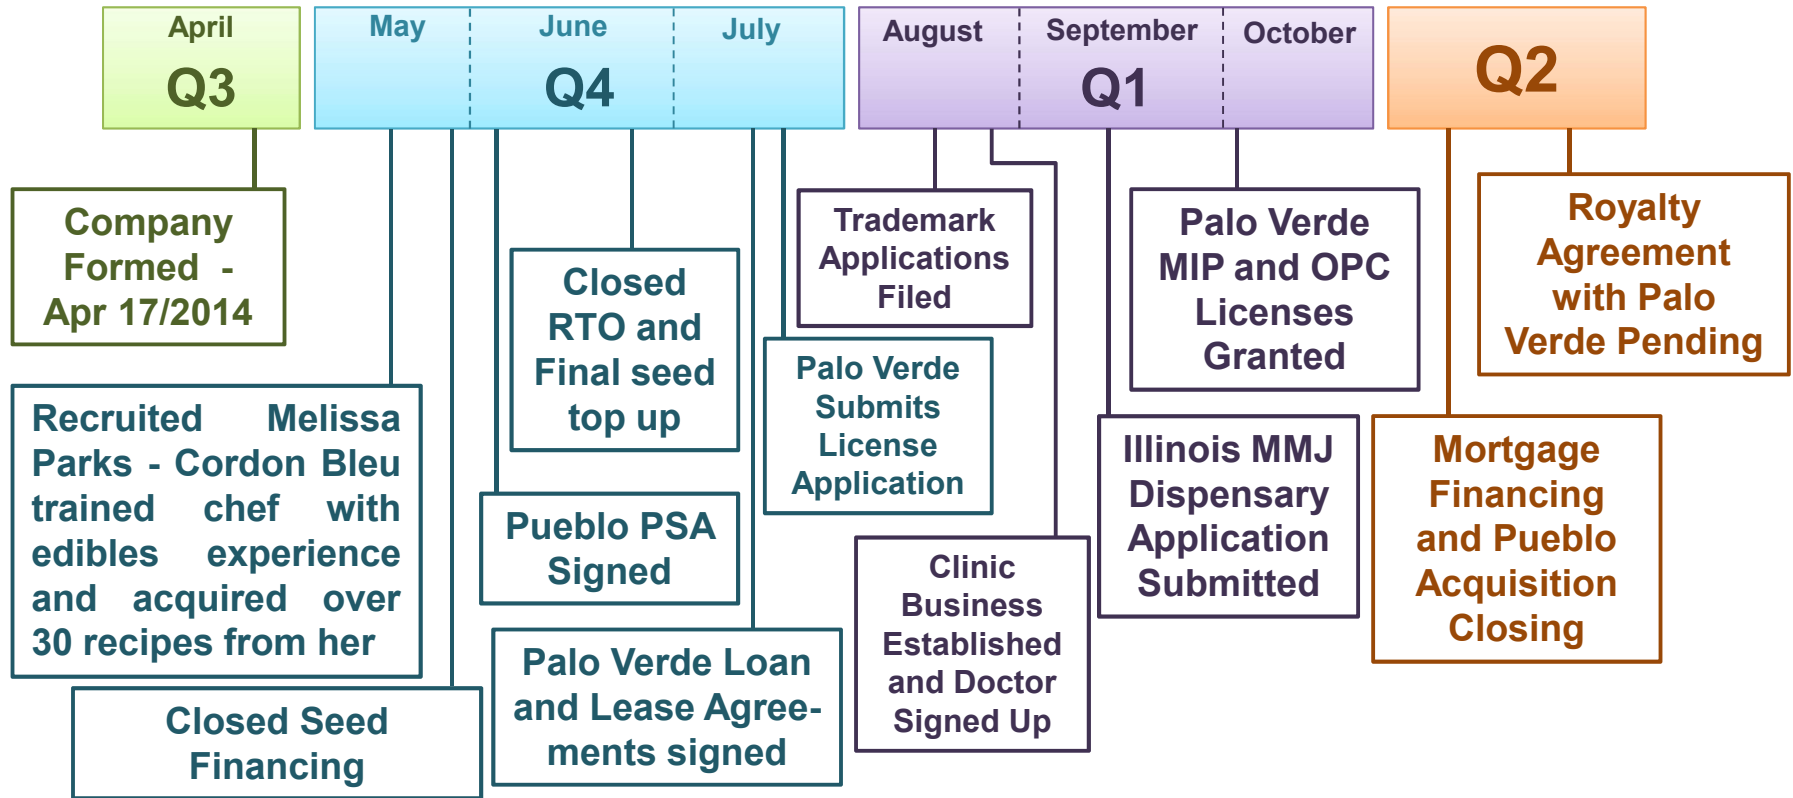 April
Q3
May
June
July
Q4
August
September
October
Q1
Q2
Company
Formed -
Apr 17/2014
Recruited Melissa
Parks - Cordon Bleu
trained chef with
edibles experience
and acquired over
30 recipes from her
Closed Seed
Financing
Closed
RTO and
Final seed
top up
Pueblo PSA
Signed
Palo Verde Loan
and Lease Agree-
ments signed
Palo Verde
Submits
License
Application
Trademark
Applications
Filed
Clinic
Business
Established
and Doctor
Signed Up
Palo Verde
MIP and OPC
Licenses
Granted
Illinois MMJ
Dispensary
Application
Submitted
Royalty
Agreement
with Palo
Verde Pending
Mortgage
Financing
and Pueblo
Acquisition
Closing